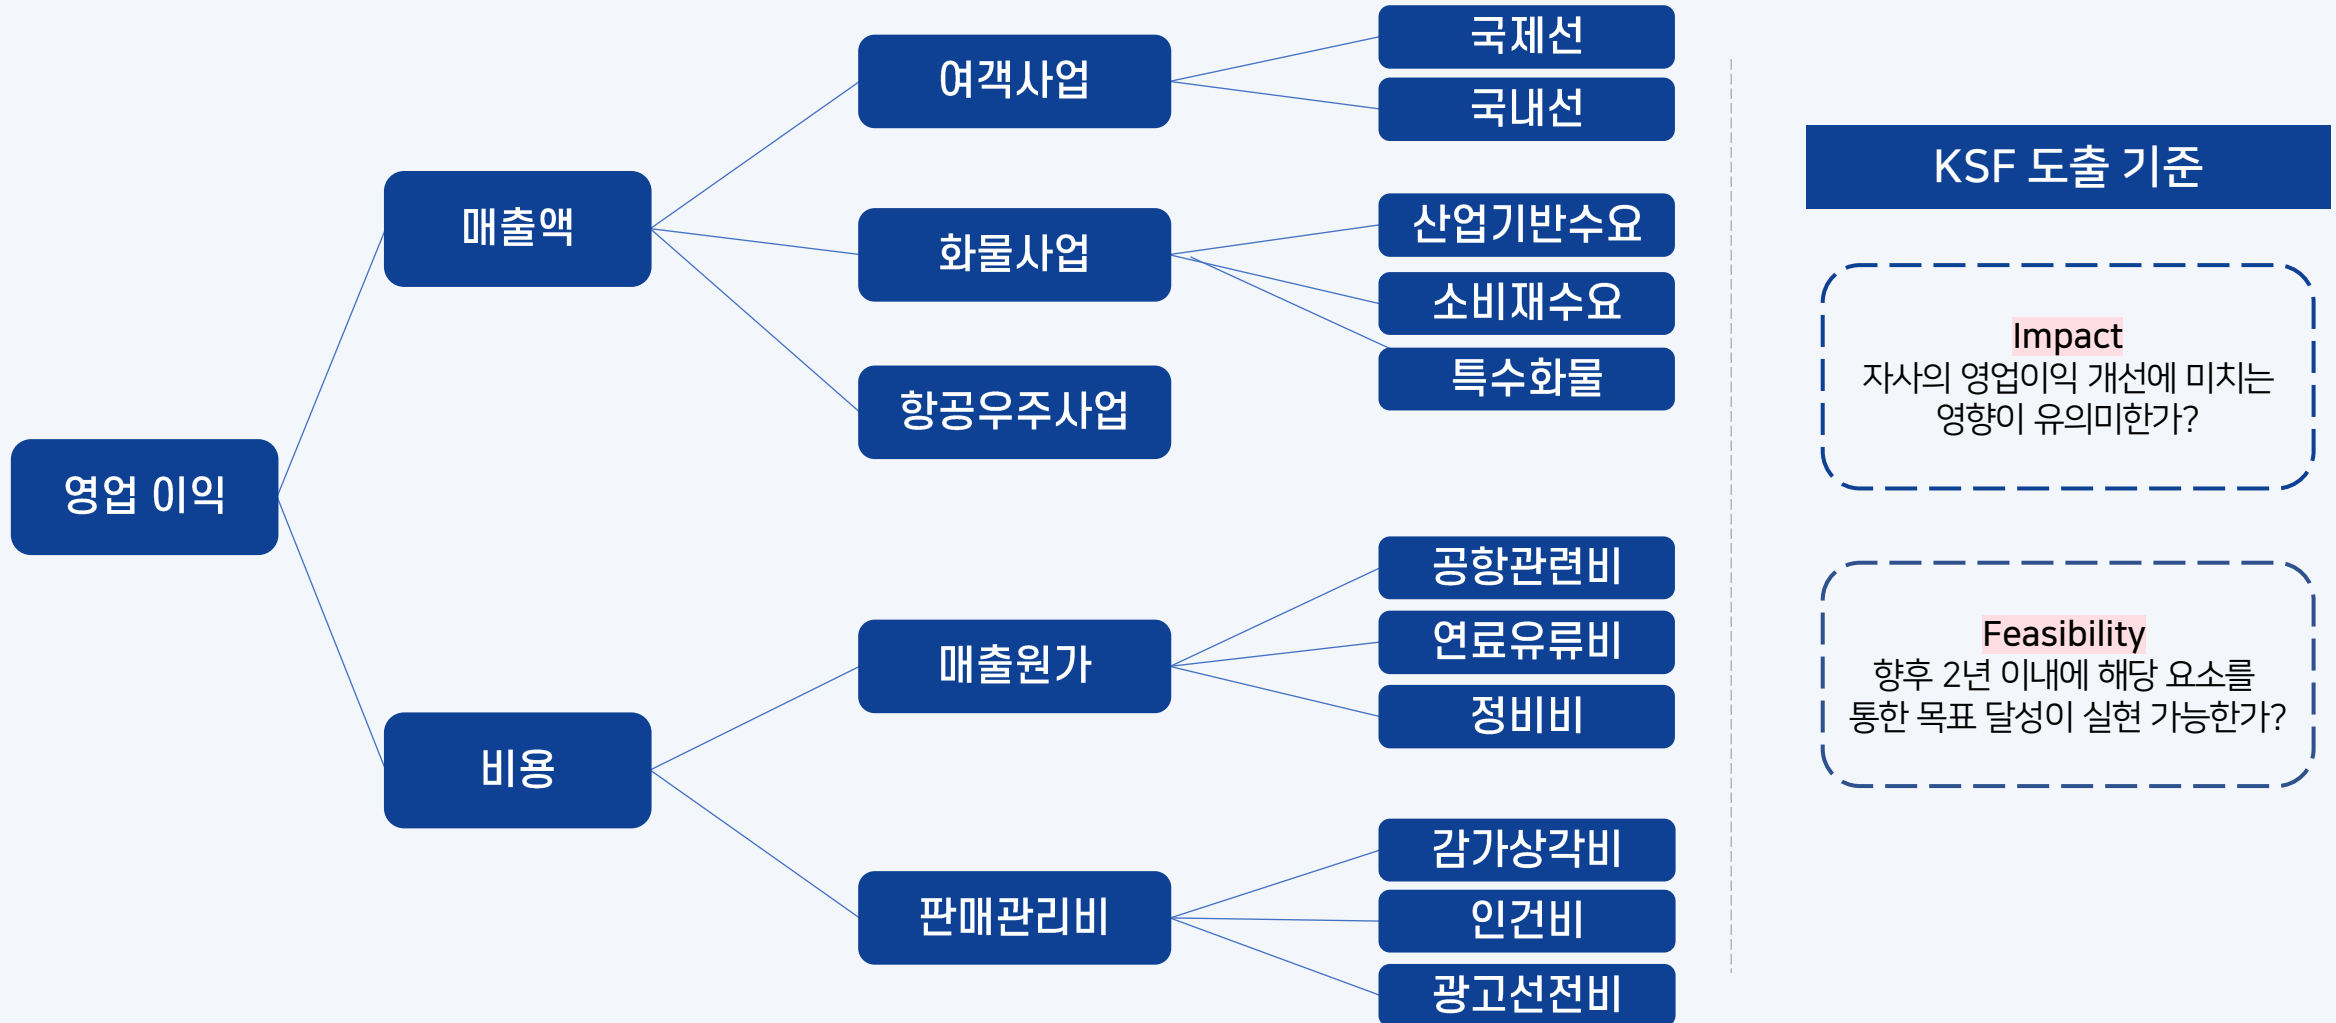 영업 이익
매출액
비용
여객사업
화물사업
항공우주사업
매출원가
판매관리비
국제선
국내선
산업기반수요
소비재수요
특수화물
공항관련비
연료유류비
정비비
감가상각비
인건비
광고선전비
KSF 도출 기준
Impact
자사의 영업이익 개선에 미치는
영향이 유의미한가?
Feasibility
향후 2년 이내에 해당 요소를
통한 목표 달성이 실현 가능한가?